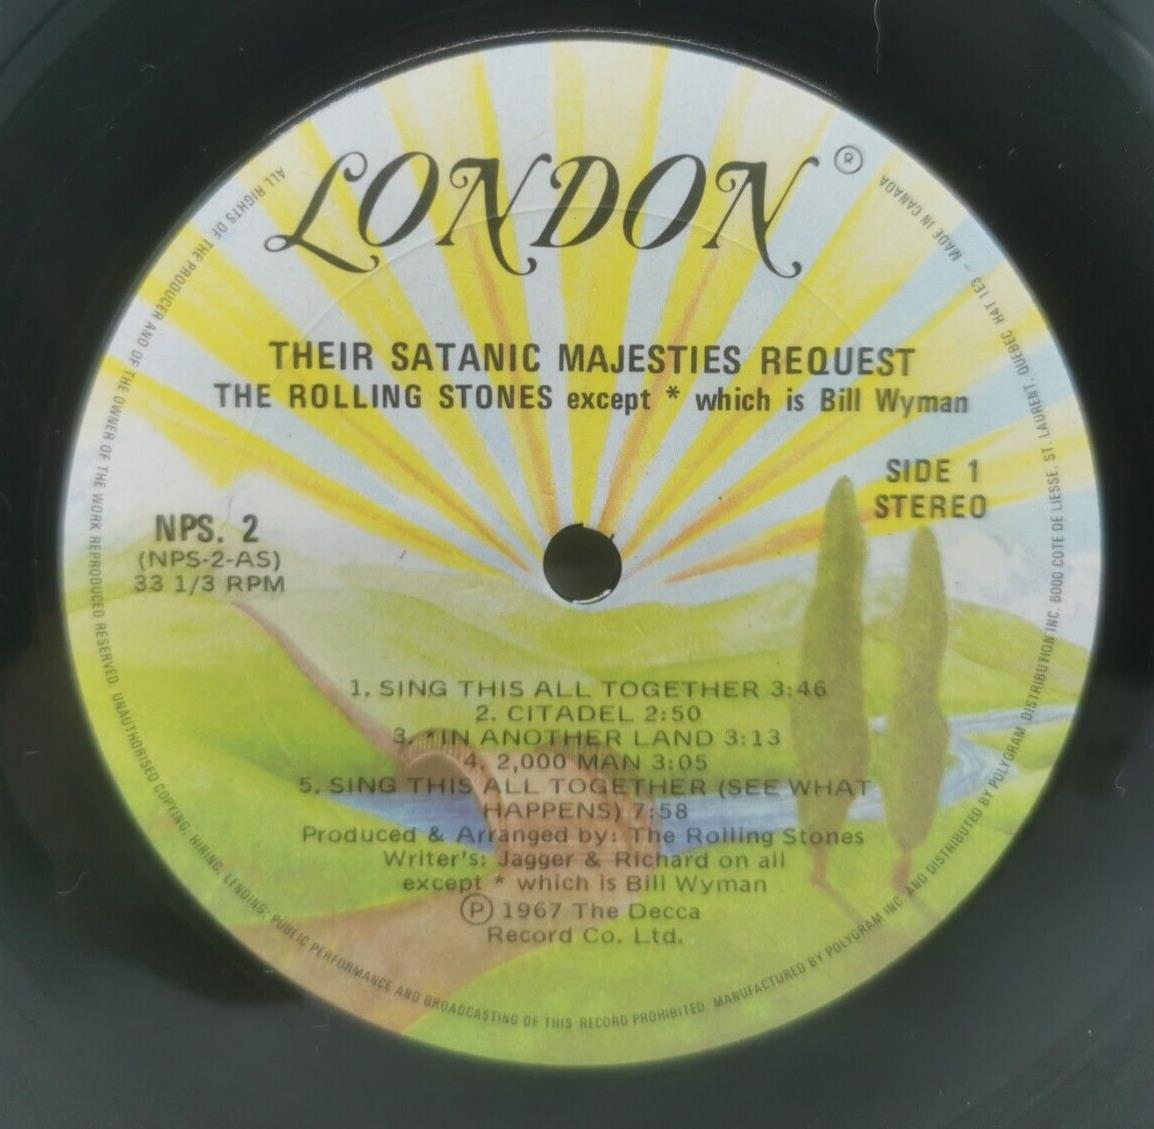 LONDON ®
THEIR SATANIC MAJESTIES REQUEST
THE ROLLING STONES except * which is Bill Wyman
SIDE 1
STEREO
NPS. 2
(NPS-2-AS)
33 1/3 RPM
1. SING THIS ALL TOGETHER 3:46
2. CITADEL 2:50
3. *IN ANOTHER LAND 3:13
4. 2,000 MAN 3:05
5. SING THIS ALL TOGETHER (SEE WHAT
HAPPENS) 7:58
Produced & Arranged by: The Rolling Stones
Writer's: Jagger & Richard on all
except * which is Bill Wyman
Ⓟ 1967 The Decca
Record Co. Ltd.
ALL RIGHTS OF THE PRODUCER AND OF THE OWNER OF THE WORK REPRODUCED RESERVED. UNAUTHORISED COPYING, HIRING, LENDING, PUBLIC PERFORMANCE AND BROADCASTING OF THIS RECORD PROHIBITED MANUFACTURED BY POLYGRAM INC. AND DISTRIBUTED BY POLYGRAM DISTRIBUTION INC. 6000 COTE DE LIESSE, ST. LAURENT, QUEBEC H4T 1E3 - MADE IN CANADA